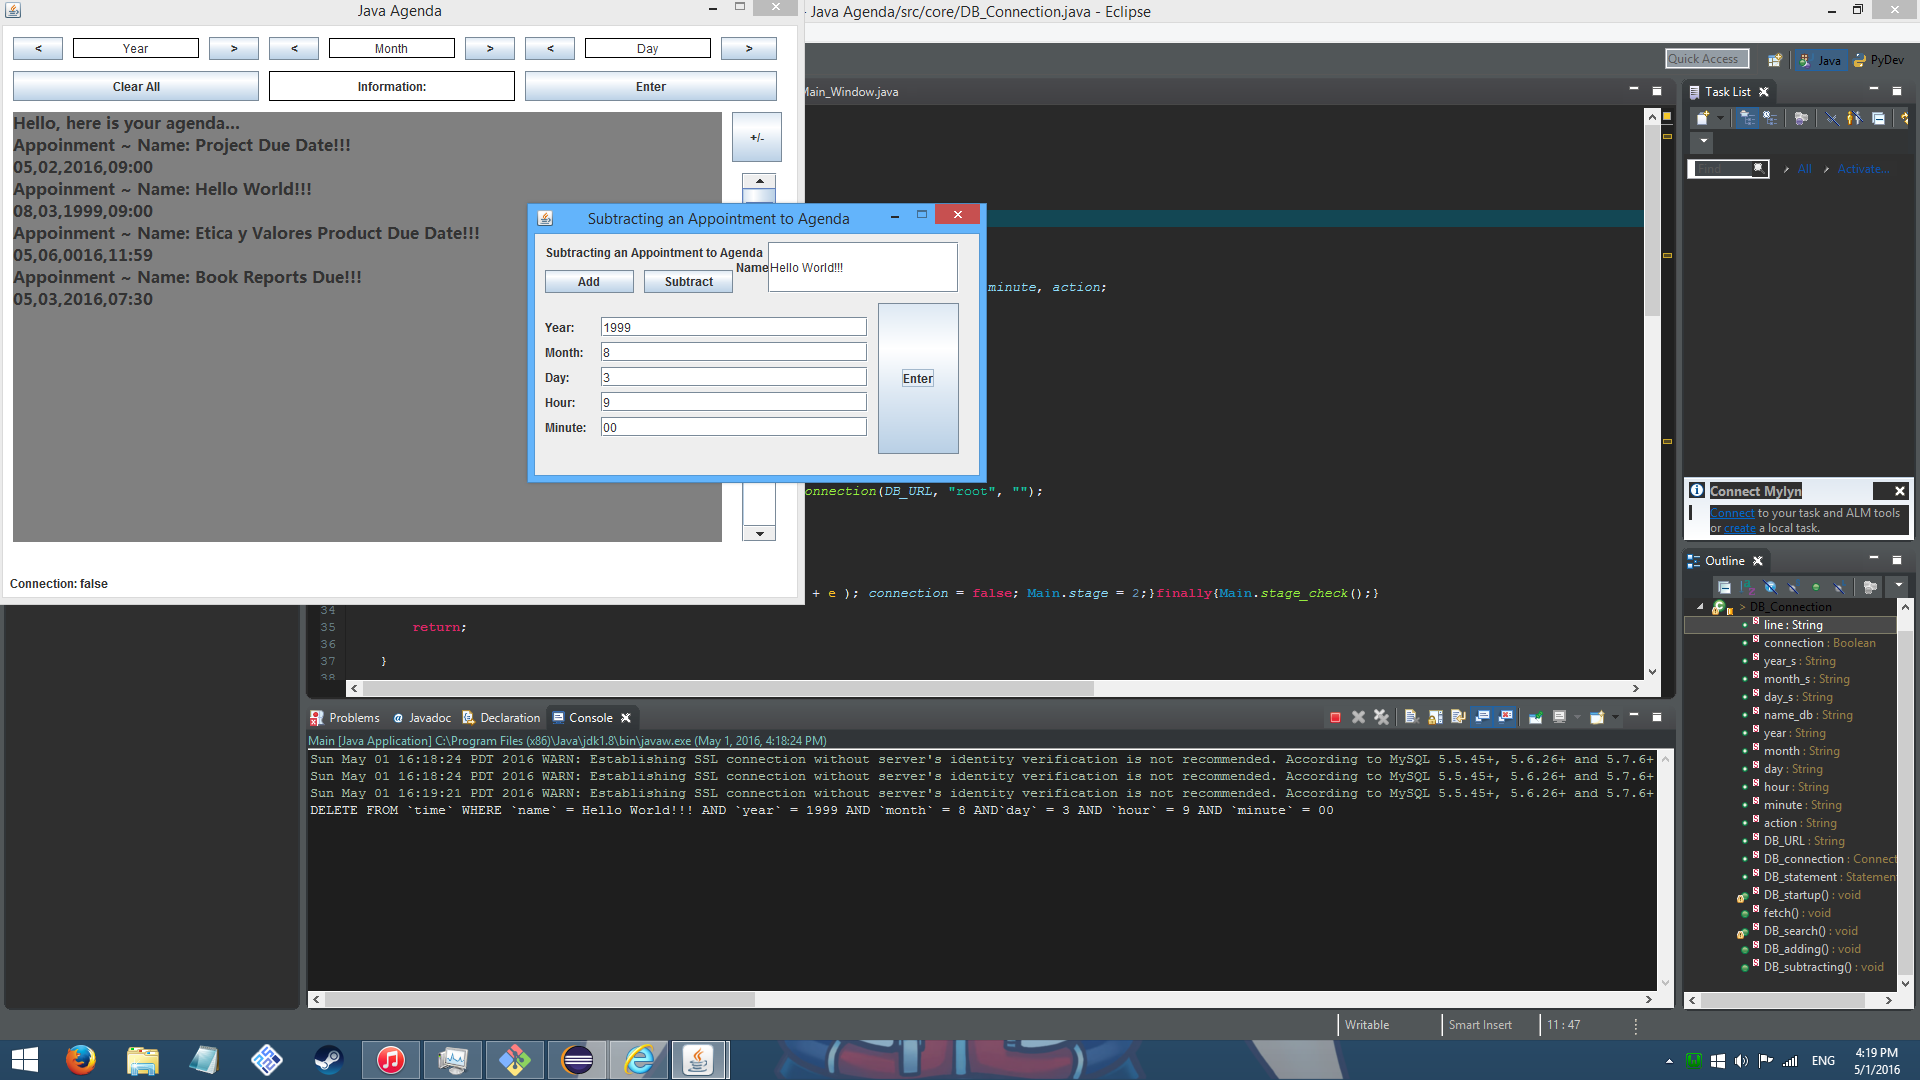 Java Agenda
- Java Agenda/src/core/DB_Connection.java - Eclipse
< Year > < Month > < Day >
Clear All Information: Enter
Hello, here is your agenda...
Appoinment ~ Name: Project Due Date!!!
05,02,2016,09:00
Appoinment ~ Name: Hello World!!!
08,03,1999,09:00
Appoinment ~ Name: Etica y Valores Product Due Date!!!
05,06,0016,11:59
Appoinment ~ Name: Book Reports Due!!!
05,03,2016,07:30
+/-
Connection: false
Subtracting an Appointment to Agenda
Subtracting an Appointment to Agenda
Add Subtract
Name Hello World!!!
Year: 1999
Month: 8
Day: 3
Hour: 9
Minute: 00
Enter
Quick Access
Java
PyDev
Main_Window.java
minute, action;
onnection(DB_URL, "root", "");
+ e ); connection = false; Main.stage = 2;}finally{Main.stage_check();}
34
35 return;
36
37 }
38
Task List
Find
All
Activate...
Connect Mylyn
Connect to your task and ALM tools
or create a local task.
Outline
DB_Connection
line : String
connection : Boolean
year_s : String
month_s : String
day_s : String
name_db : String
year : String
month : String
day : String
hour : String
minute : String
action : String
DB_URL : String
DB_connection : Connect
DB_statement : Statemen
DB_startup() : void
fetch() : void
DB_search() : void
DB_adding() : void
DB_subtracting() : void
Problems @ Javadoc Declaration Console
Main [Java Application] C:\Program Files (x86)\Java\jdk1.8\bin\javaw.exe (May 1, 2016, 4:18:24 PM)
Sun May 01 16:18:24 PDT 2016 WARN: Establishing SSL connection without server's identity verification is not recommended. According to MySQL 5.5.45+, 5.6.26+ and 5.7.6+
Sun May 01 16:18:24 PDT 2016 WARN: Establishing SSL connection without server's identity verification is not recommended. According to MySQL 5.5.45+, 5.6.26+ and 5.7.6+
Sun May 01 16:19:21 PDT 2016 WARN: Establishing SSL connection without server's identity verification is not recommended. According to MySQL 5.5.45+, 5.6.26+ and 5.7.6+
DELETE FROM `time` WHERE `name` = Hello World!!! AND `year` = 1999 AND `month` = 8 AND`day` = 3 AND `hour` = 9 AND `minute` = 00
Writable
Smart Insert
11 : 47
ENG
4:19 PM
5/1/2016